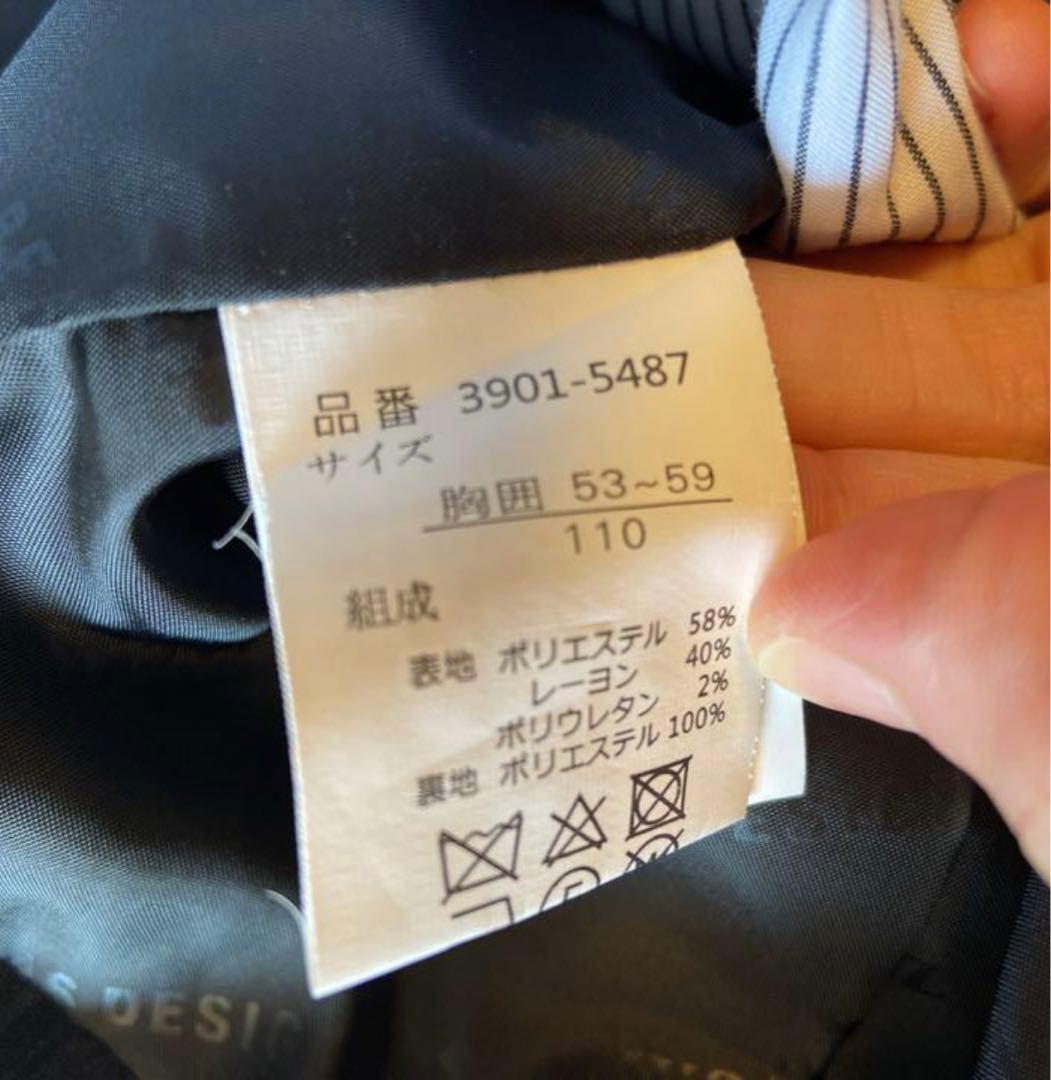 品番 3901-5487
サイズ
胸囲 53~59
110
組成
表地 ポリエステル 58%
レーヨン 40%
ポリウレタン 2%
裏地 ポリエステル 100%
DESIG